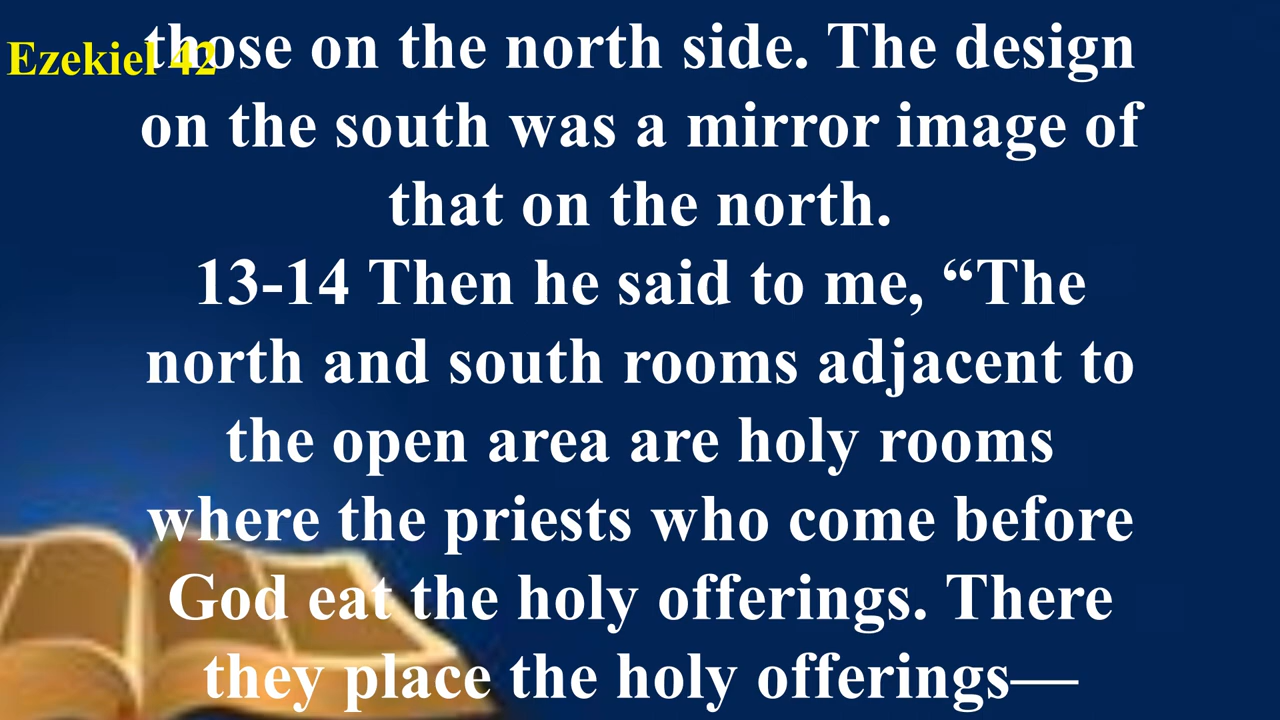 Ezekiel 42
those on the north side. The design
on the south was a mirror image of
that on the north.
13-14 Then he said to me, “The
north and south rooms adjacent to
the open area are holy rooms
where the priests who come before
God eat the holy offerings. There
they place the holy offerings—